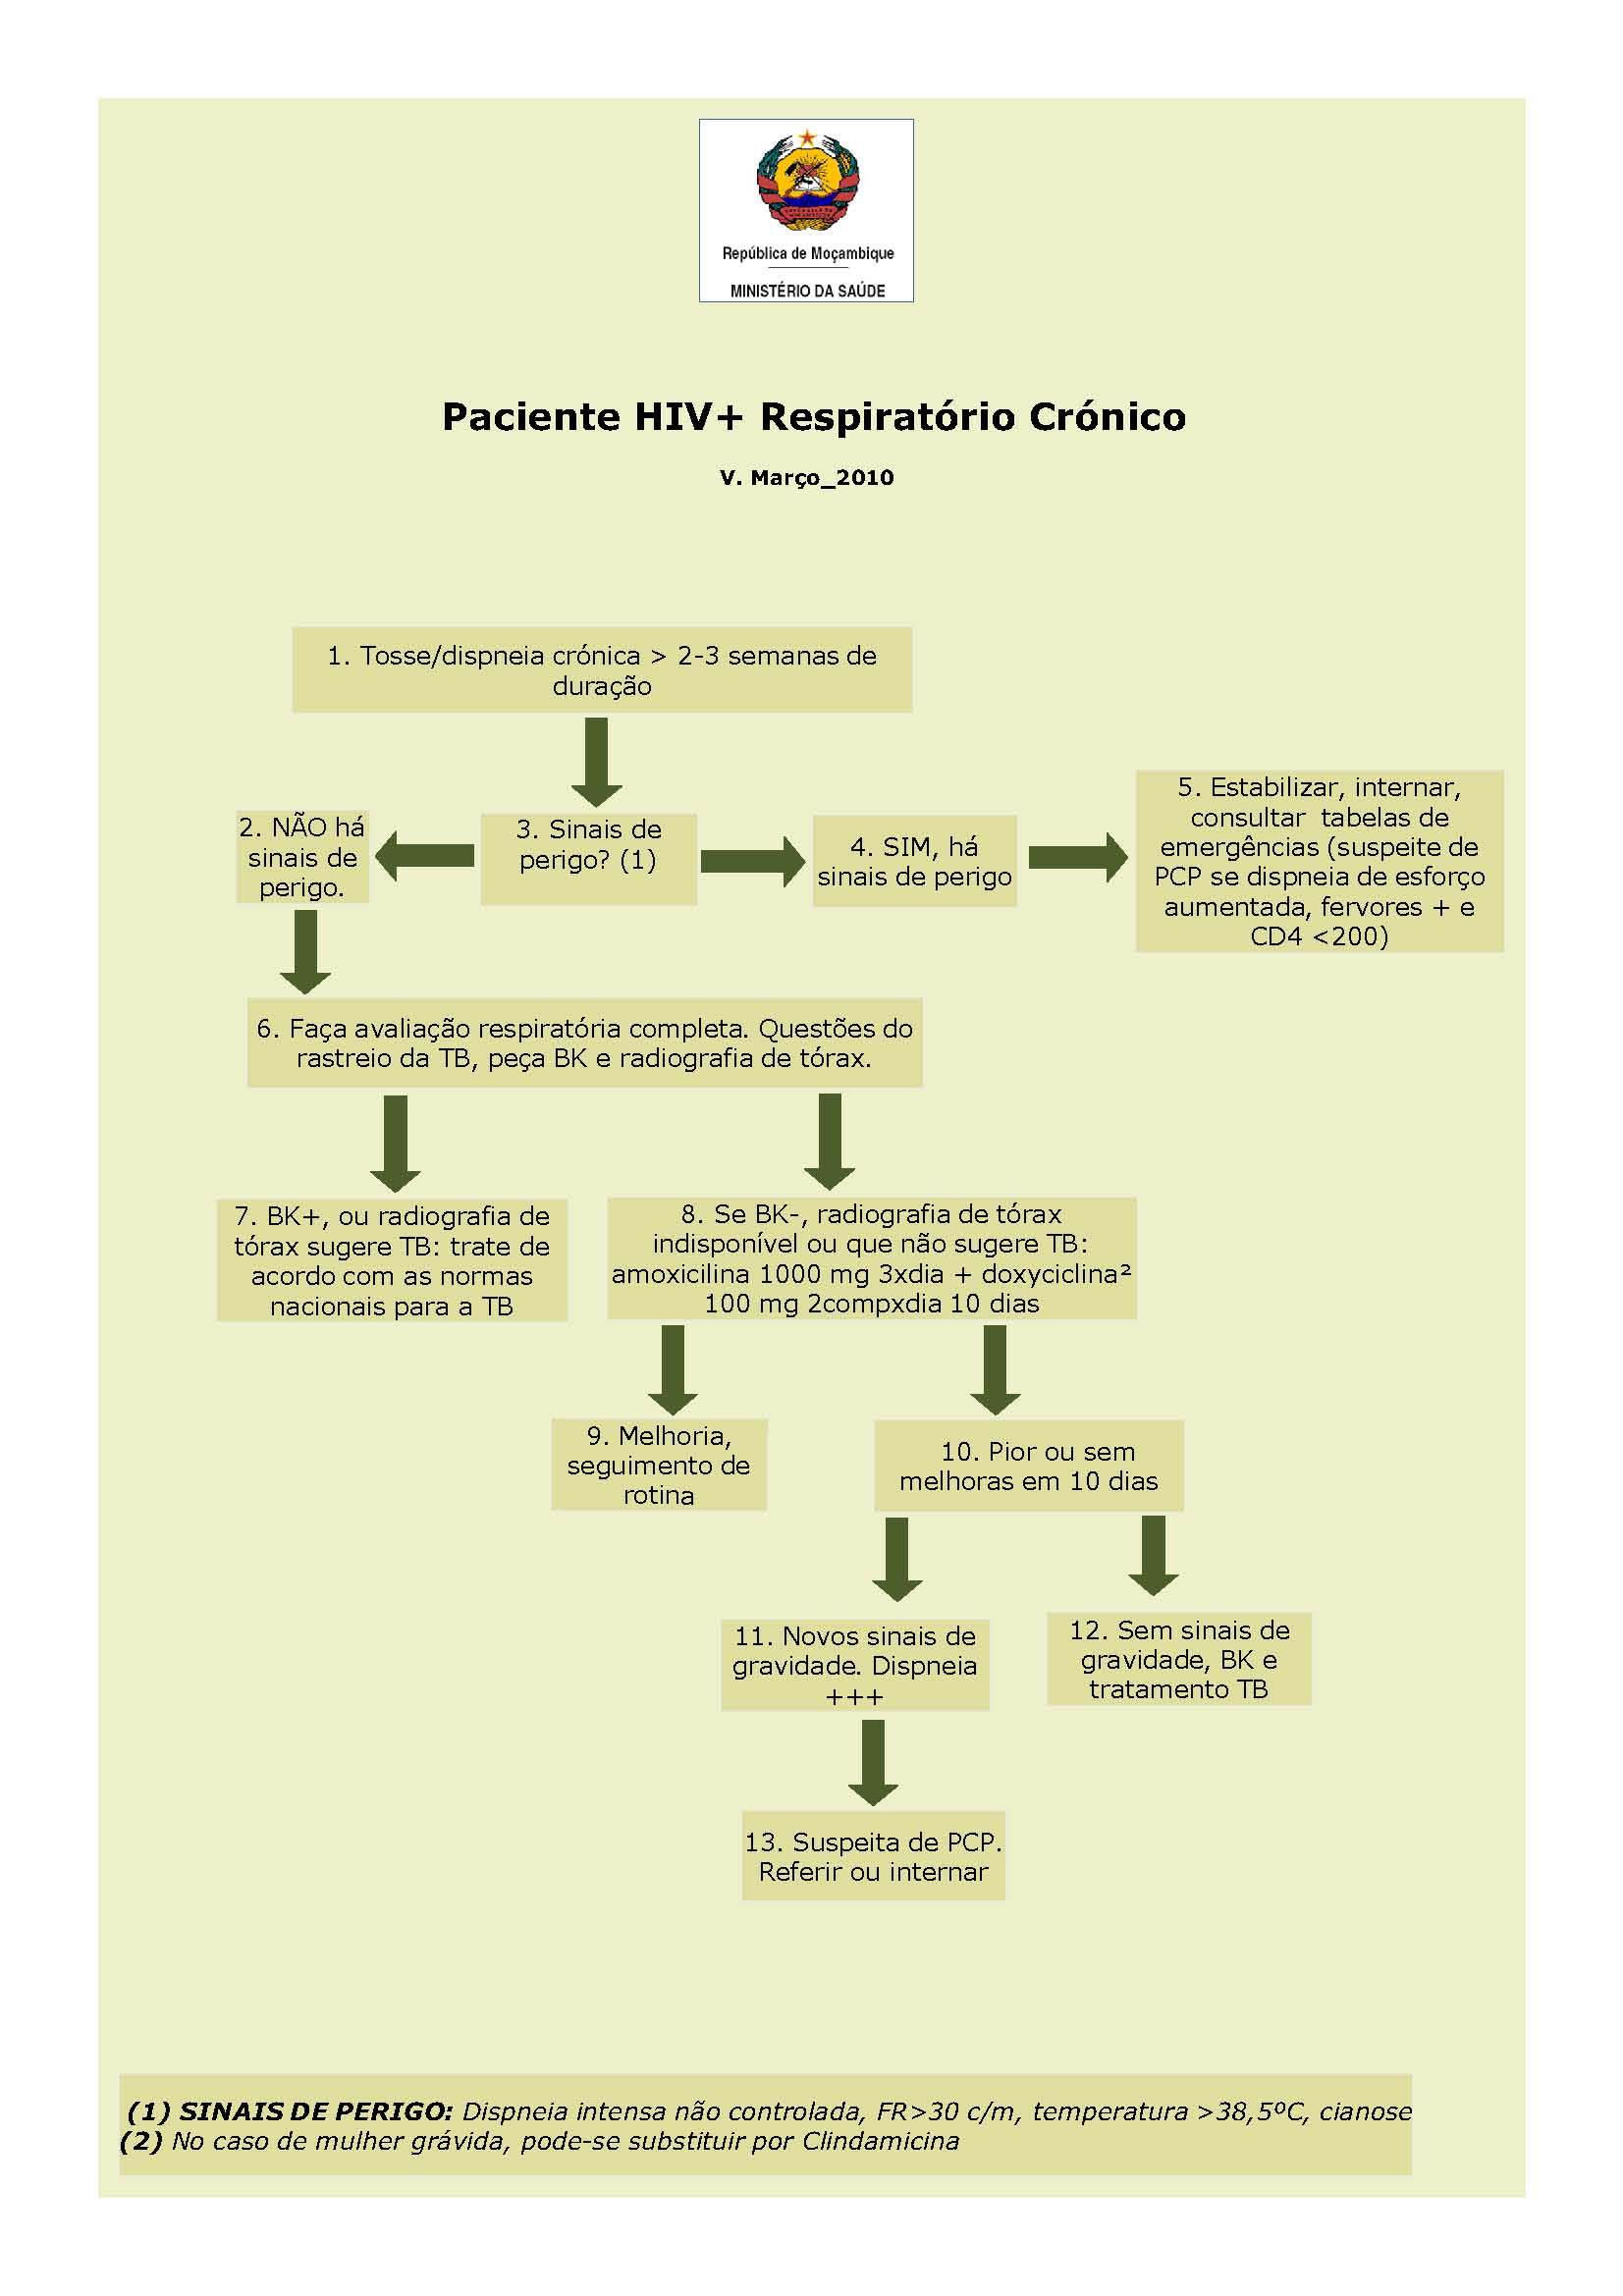 República de Moçambique
MINISTÉRIO DA SAÚDE
Paciente HIV+ Respiratório Crónico
V. Março_2010
1. Tosse/dispneia crónica > 2-3 semanas de
duração
2. NÃO há
sinais de
perigo.
3. Sinais de
perigo? (1)
4. SIM, há
sinais de perigo
5. Estabilizar, internar,
consultar tabelas de
emergências (suspeite de
PCP se dispneia de esforço
aumentada, fervores + e
CD4 <200)
6. Faça avaliação respiratória completa. Questões do
rastreio da TB, peça BK e radiografia de tórax.
7. BK+, ou radiografia de
tórax sugere TB: trate de
acordo com as normas
nacionais para a TB
8. Se BK-, radiografia de tórax
indisponível ou que não sugere TB:
amoxicilina 1000 mg 3xdia + doxyciclina²
100 mg 2compxdia 10 dias
9. Melhoria,
seguimento de
rotina
10. Pior ou sem
melhoras em 10 dias
11. Novos sinais de
gravidade. Dispneia
+++
12. Sem sinais de
gravidade, BK e
tratamento TB
13. Suspeita de PCP.
Referir ou internar
(1) SINAIS DE PERIGO: Dispneia intensa não controlada, FR>30 c/m, temperatura >38,5ºC, cianose
(2) No caso de mulher grávida, pode-se substituir por Clindamicina